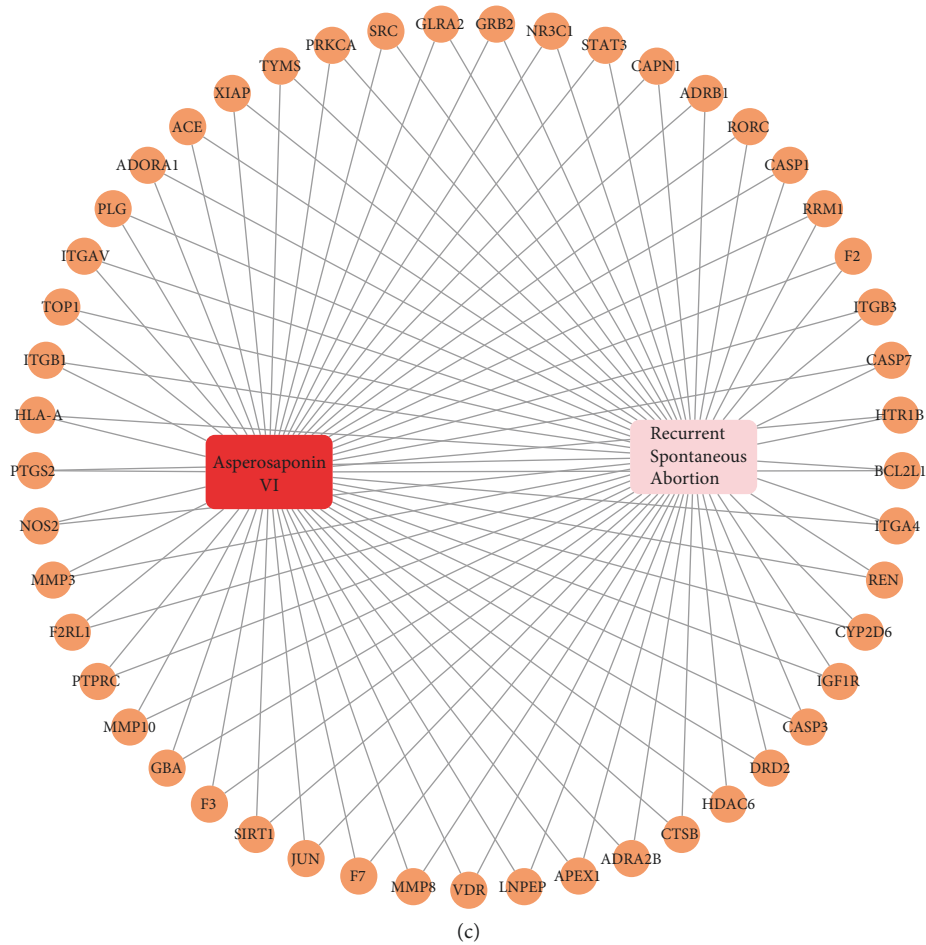 GLRA2
GRB2
SRC
NR3C1
PRKCA
STAT3
TYMS
CAPN1
XIAP
ADRB1
ACE
RORC
ADORA1
CASP1
PLG
RRM1
ITGAV
F2
TOP1
ITGB3
ITGB1
CASP7
HLA-A
HTR1B
Asperosaponin
VI
Recurrent
Spontaneous
Abortion
PTGS2
BCL2L1
NOS2
ITGA4
MMP3
REN
F2RL1
CYP2D6
PTPRC
IGF1R
MMP10
CASP3
GBA
DRD2
F3
HDAC6
SIRT1
CTSB
JUN
ADRA2B
F7
APEX1
MMP8
LNPEP
VDR
(c)